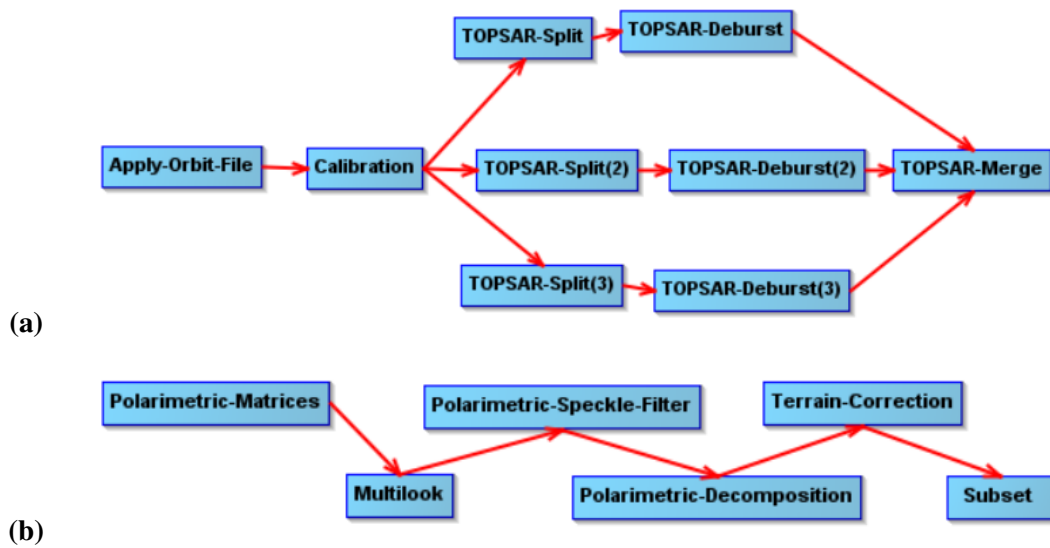 TOPSAR-Split
TOPSAR-Deburst
Apply-Orbit-File
Calibration
TOPSAR-Split(2)
TOPSAR-Deburst(2)
TOPSAR-Merge
TOPSAR-Split(3)
TOPSAR-Deburst(3)
(a)
Polarimetric-Matrices
Polarimetric-Speckle-Filter
Terrain-Correction
Multilook
Polarimetric-Decomposition
Subset
(b)